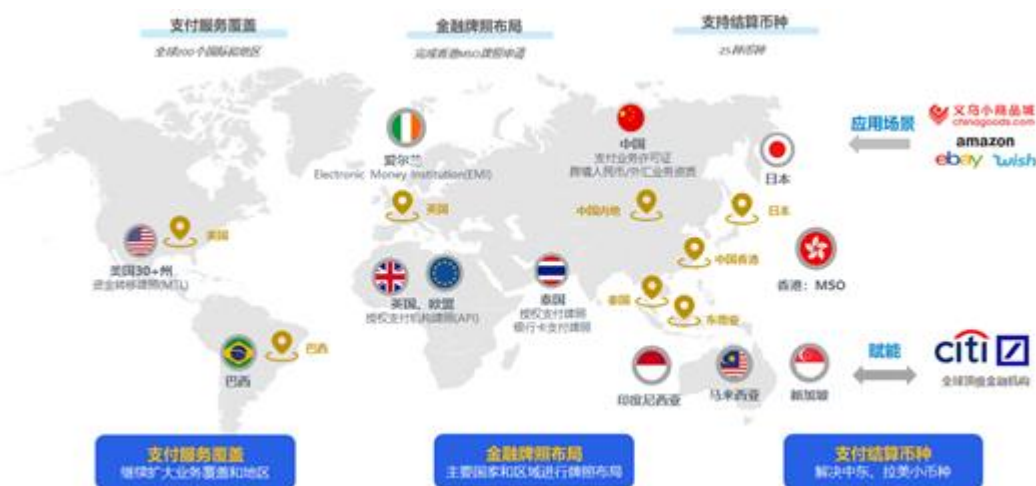 支付服务覆盖
金融牌照布局
支持结算币种
全球200个国际和地区
完成香港MSO牌照申请
25种币种
应用场景
义乌小商品城
chinagoods.com
amazon
ebay
wish
爱尔兰
Electronic Money Institution(EMI)
中国
支付业务许可证
跨境人民币/外汇业务资质
日本
英国
中国内地
日本
美国
美国30+州
资金转移牌照(MTL)
英国、欧盟
授权支付机构牌照(API)
泰国
授权支付牌照
银行卡支付牌照
中国香港
香港：MSO
泰国
东南亚
巴西
巴西
印度尼西亚
马来西亚
新加坡
赋能
citi
全球顶级金融机构
支付服务覆盖
继续扩大业务覆盖和地区
金融牌照布局
主要国家和区域进行牌照布局
支付结算币种
解决中东、拉美小币种